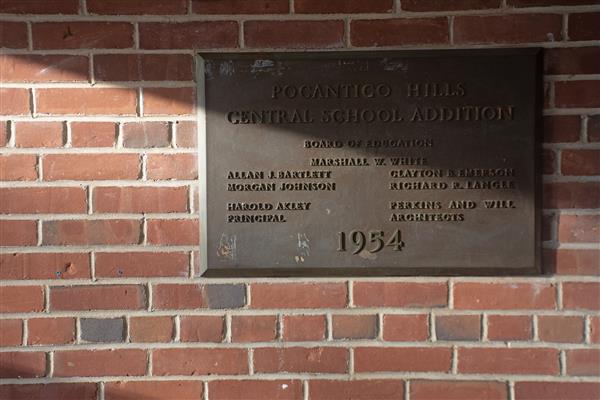 POCANTICO HILLS
CENTRAL SCHOOL ADDITION
BOARD OF EDUCATION
MARSHALL W. WHITE
ALLAN J. BARTLETT CLAYTON B. EMERSON
MORGAN JOHNSON RICHARD R. LANGLE
HAROLD AXLEY PERKINS AND WILL
PRINCIPAL ARCHITECTS
1954